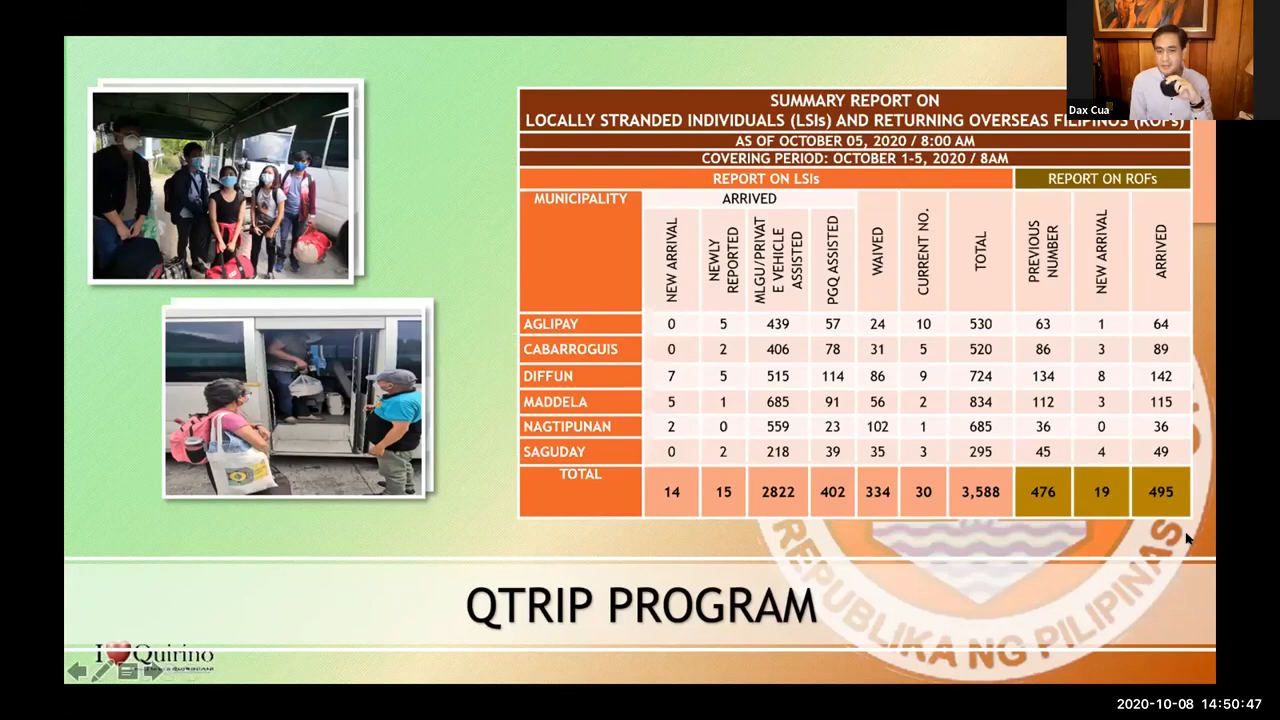 Dax Cua
SUMMARY REPORT ON
LOCALLY STRANDED INDIVIDUALS (LSIs) AND RETURNING OVERSEAS FILIPINOS (ROFs)
AS OF OCTOBER 05, 2020 / 8:00 AM
COVERING PERIOD: OCTOBER 1-5, 2020 / 8AM
REPORT ON LSIs REPORT ON ROFs
MUNICIPALITY ARRIVED
NEW ARRIVAL
NEWLY
REPORTED
MLGU/PRIVAT
E VEHICLE
ASSISTED
PGQ ASSISTED
WAIVED
CURRENT NO.
TOTAL
PREVIOUS
NUMBER
NEW ARRIVAL
ARRIVED
AGLIPAY 0 5 439 57 24 10 530 63 1 64
CABARROGUIS 0 2 406 78 31 5 520 86 3 89
DIFFUN 7 5 515 114 86 9 724 134 8 142
MADDELA 5 1 685 91 56 2 834 112 3 115
NAGTIPUNAN 2 0 559 23 102 1 685 36 0 36
SAGUDAY 0 2 218 39 35 3 295 45 4 49
TOTAL 14 15 2822 402 334 30 3,588 476 19 495
REPUBLIKA NG PILIPINAS
QTRIP PROGRAM
I Quirino
2020-10-08 14:50:47